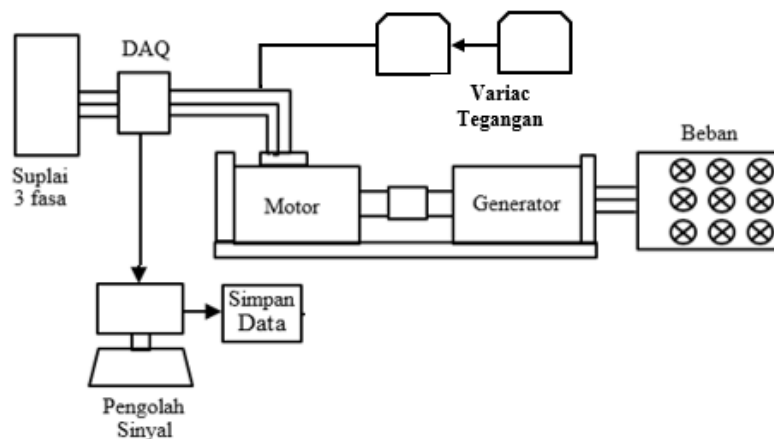 DAQ
Variac
Tegangan
Beban
Suplai
3 fasa
Motor
Generator
Simpan
Data
Pengolah
Sinyal